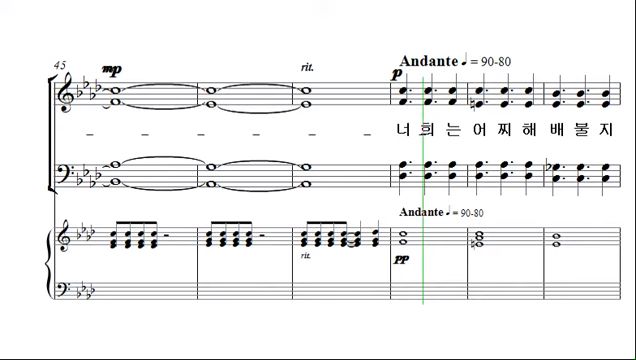 Andante ♩ = 90-80
45
mp
rit.
p
_ _ _ _ _ _ _ _ 너 희 는 어 찌 해 배 불 지
Andante ♩ = 90-80
rit.
pp